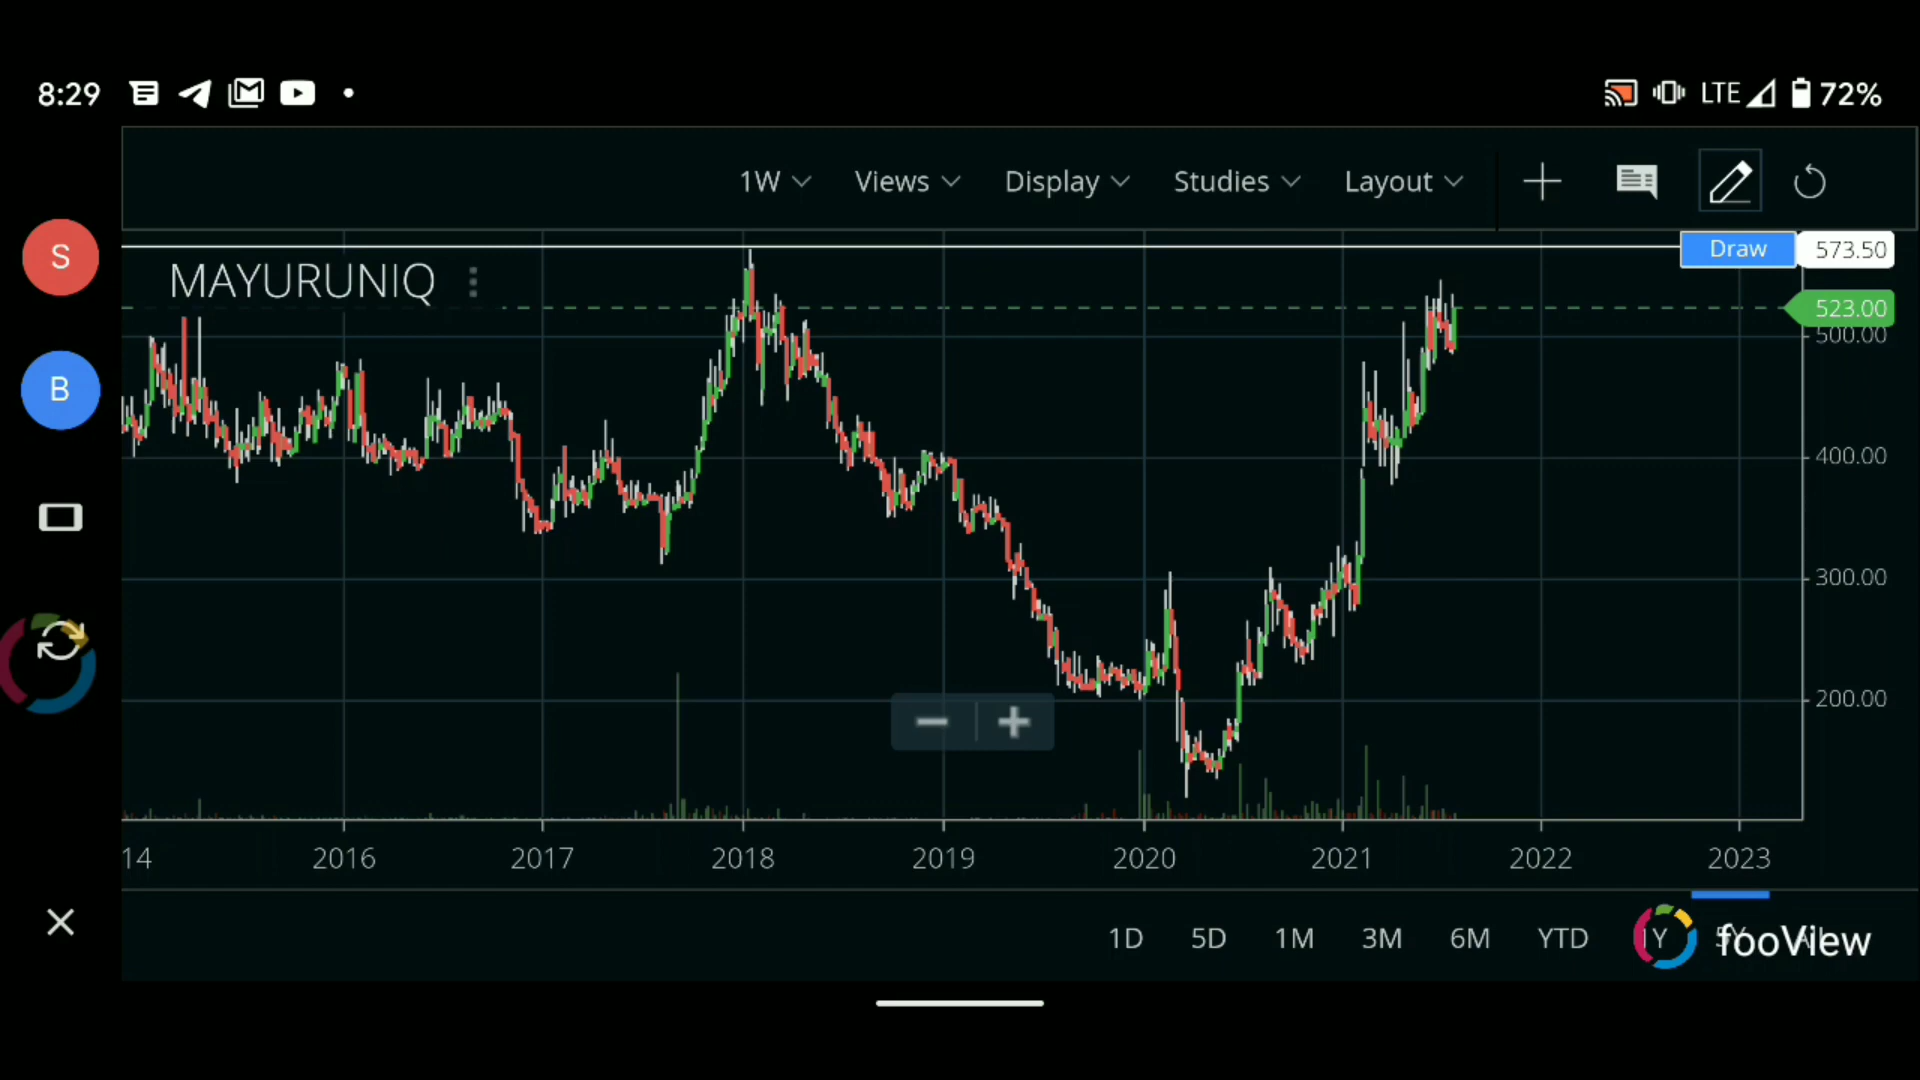 8:29 LTE 72%
1W Views Display Studies Layout
S
MAYURUNIQ
Draw 573.50
523.00
500.00
B
400.00
300.00
200.00
14 2016 2017 2018 2019 2020 2021 2022 2023
1D 5D 1M 3M 6M YTD 1Y 5Y fooView